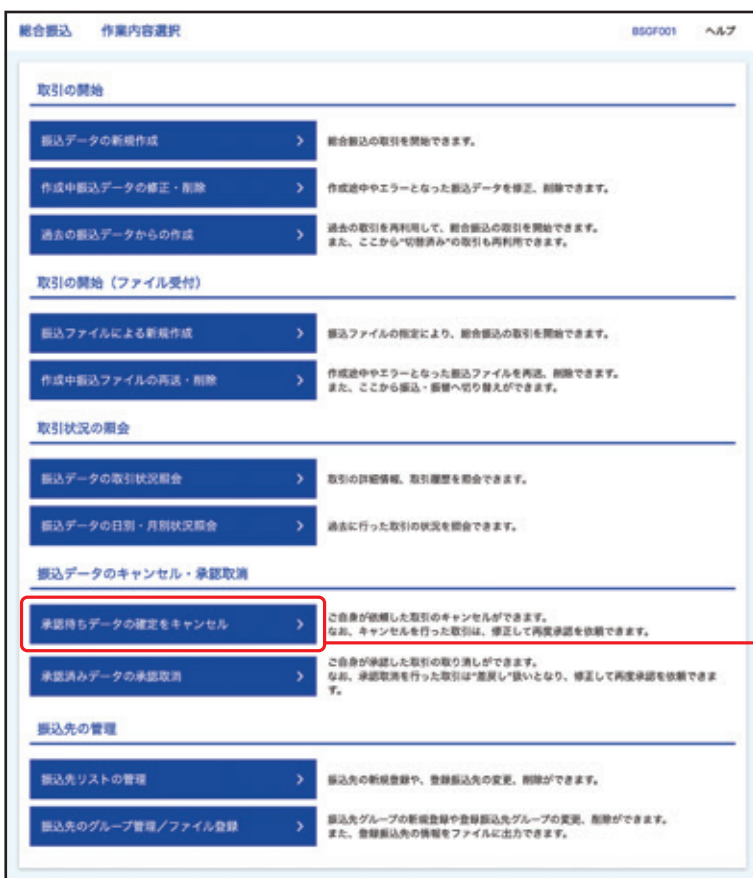 総合振込 作業内容選択 BSGF001 ヘルプ
取引の開始
振込データの新規作成
総合振込の取引を開始できます。
作成中振込データの修正・削除
作成途中やエラーとなった振込データを修正、削除できます。
過去の振込データからの作成
過去の取引を再利用して、総合振込の取引を開始できます。
また、ここから"切替済み"の取引も再利用できます。
取引の開始(ファイル受付)
振込ファイルによる新規作成
振込ファイルの指定により、総合振込の取引を開始できます。
作成中振込ファイルの再送・削除
作成途中やエラーとなった振込ファイルを再送、削除できます。
また、ここから振込・振替へ切り替えができます。
取引状況の照会
振込データの取引状況照会
取引の詳細情報、取引履歴を照会できます。
振込データの日別・月別状況照会
過去に行った取引の状況を照会できます。
振込データのキャンセル・承認取消
承認待ちデータの確定をキャンセル
ご自身が依頼した取引のキャンセルができます。
なお、キャンセルを行った取引は、修正して再度承認を依頼できます。
承認済みデータの承認取消
ご自身が承認した取引の取り消しができます。
なお、承認取消を行った取引は"差戻し"扱いとなり、修正して再度承認を依頼できま
す。
振込先の管理
振込先リストの管理
振込先の新規登録や、登録振込先の変更、削除ができます。
振込先のグループ管理/ファイル登録
振込先グループの新規登録や登録振込先グループの変更、削除ができます。
また、登録振込先の情報をファイルに出力できます。